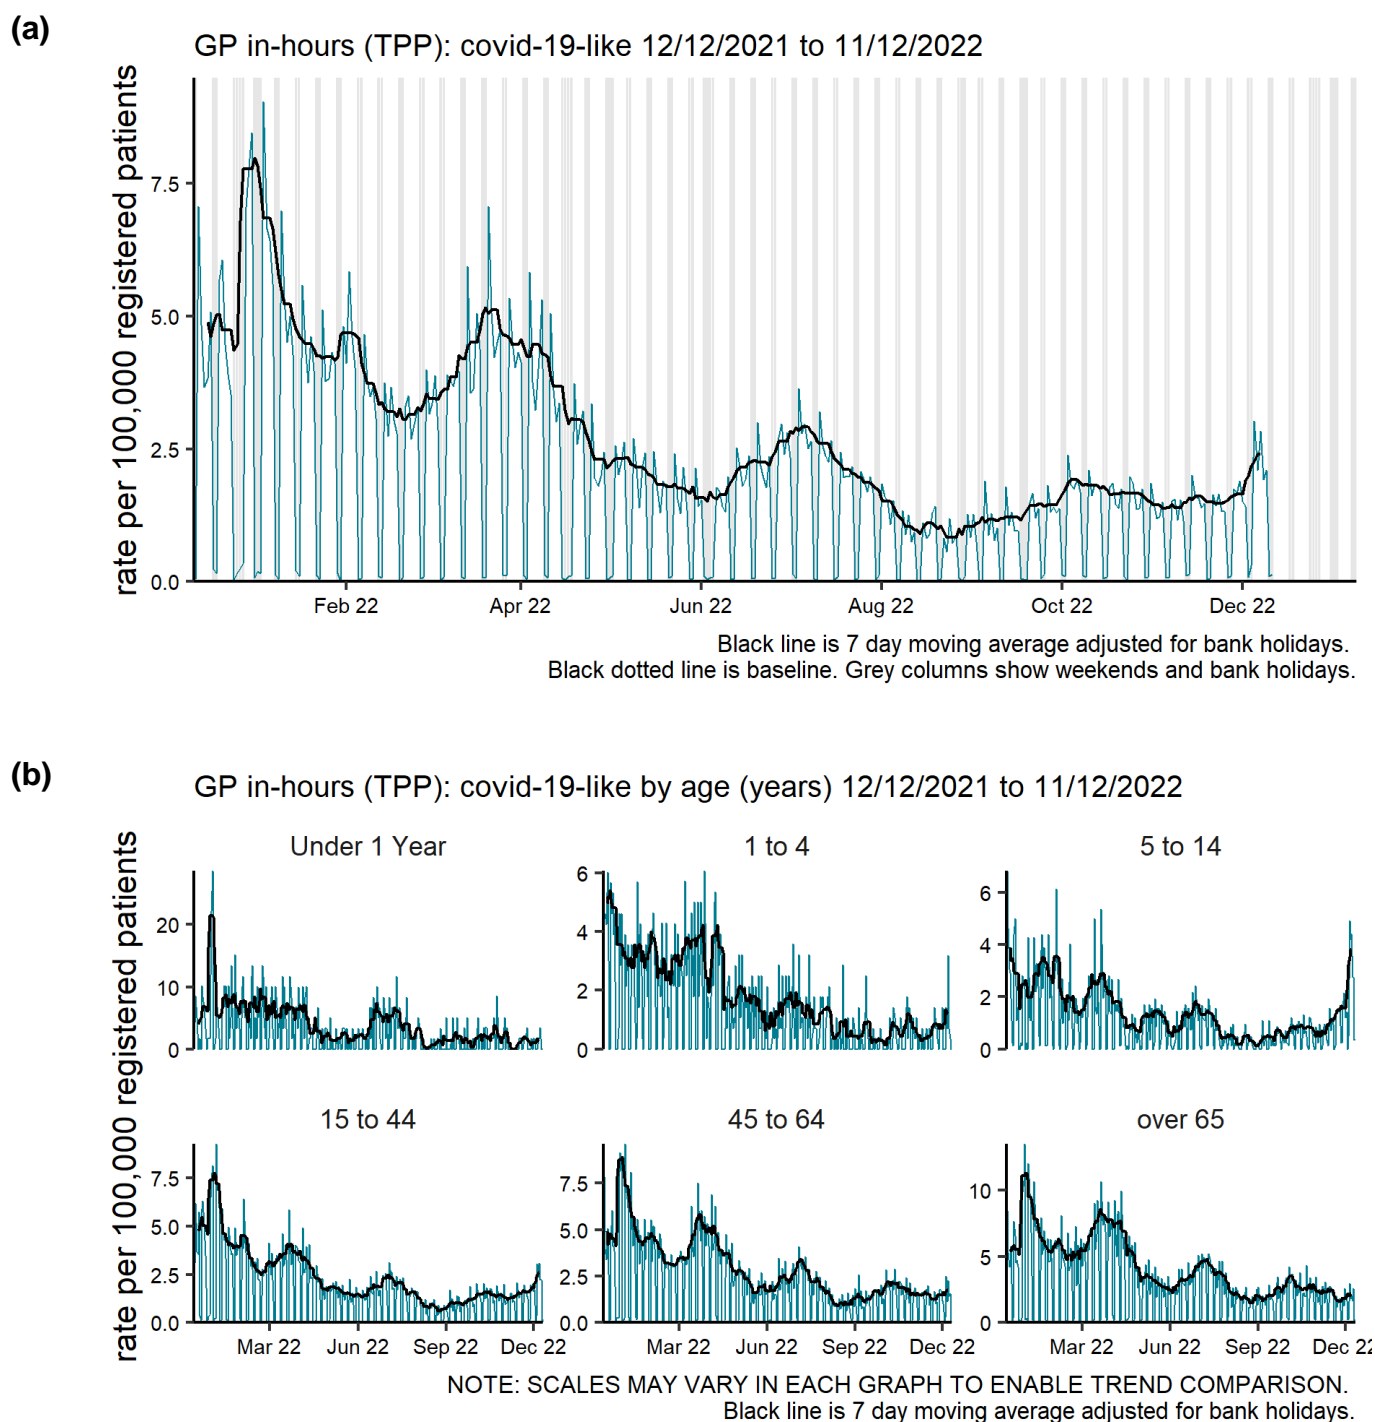 (a)
GP in-hours (TPP): covid-19-like 12/12/2021 to 11/12/2022
rate per 100,000 registered patients
7.5
5.0
2.5
0.0
Feb 22 Apr 22 Jun 22 Aug 22 Oct 22 Dec 22
Black line is 7 day moving average adjusted for bank holidays.
Black dotted line is baseline. Grey columns show weekends and bank holidays.
(b)
GP in-hours (TPP): covid-19-like by age (years) 12/12/2021 to 11/12/2022
rate per 100,000 registered patients
Under 1 Year
20
10
0
1 to 4
6
4
2
0
5 to 14
6
4
2
0
15 to 44
7.5
5.0
2.5
0.0
Mar 22 Jun 22 Sep 22 Dec 22
45 to 64
7.5
5.0
2.5
0.0
Mar 22 Jun 22 Sep 22 Dec 22
over 65
10
5
0
Mar 22 Jun 22 Sep 22 Dec 2
NOTE: SCALES MAY VARY IN EACH GRAPH TO ENABLE TREND COMPARISON.
Black line is 7 day moving average adjusted for bank holidays.